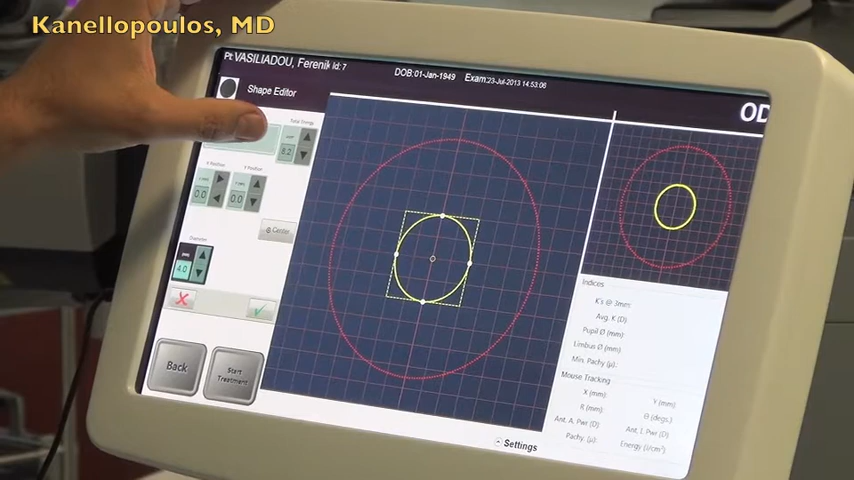 Kanellopoulos, MD
Pt: VASILIADOU, Ferenik Id: 7
DOB:01-Jan-1949 Exam:23-Jul-2013 14:53:06
Shape Editor
OD
Total Energy
8.2
X Position Y Position
0.0 0.0
Center
Diameter
4.0
Back
Start
Treatment
Settings
Indices
K's @ 3mm:
Avg. K (D)
Pupil Ø (mm)
Limbus Ø (mm)
Min. Pachy (µ):
Mouse Tracking
X (mm): Y (mm):
R (mm): Θ (degs.)
Ant. A. Pwr (D) Ant. I. Pwr (D)
Pachy. (µ): Energy (J/cm²)